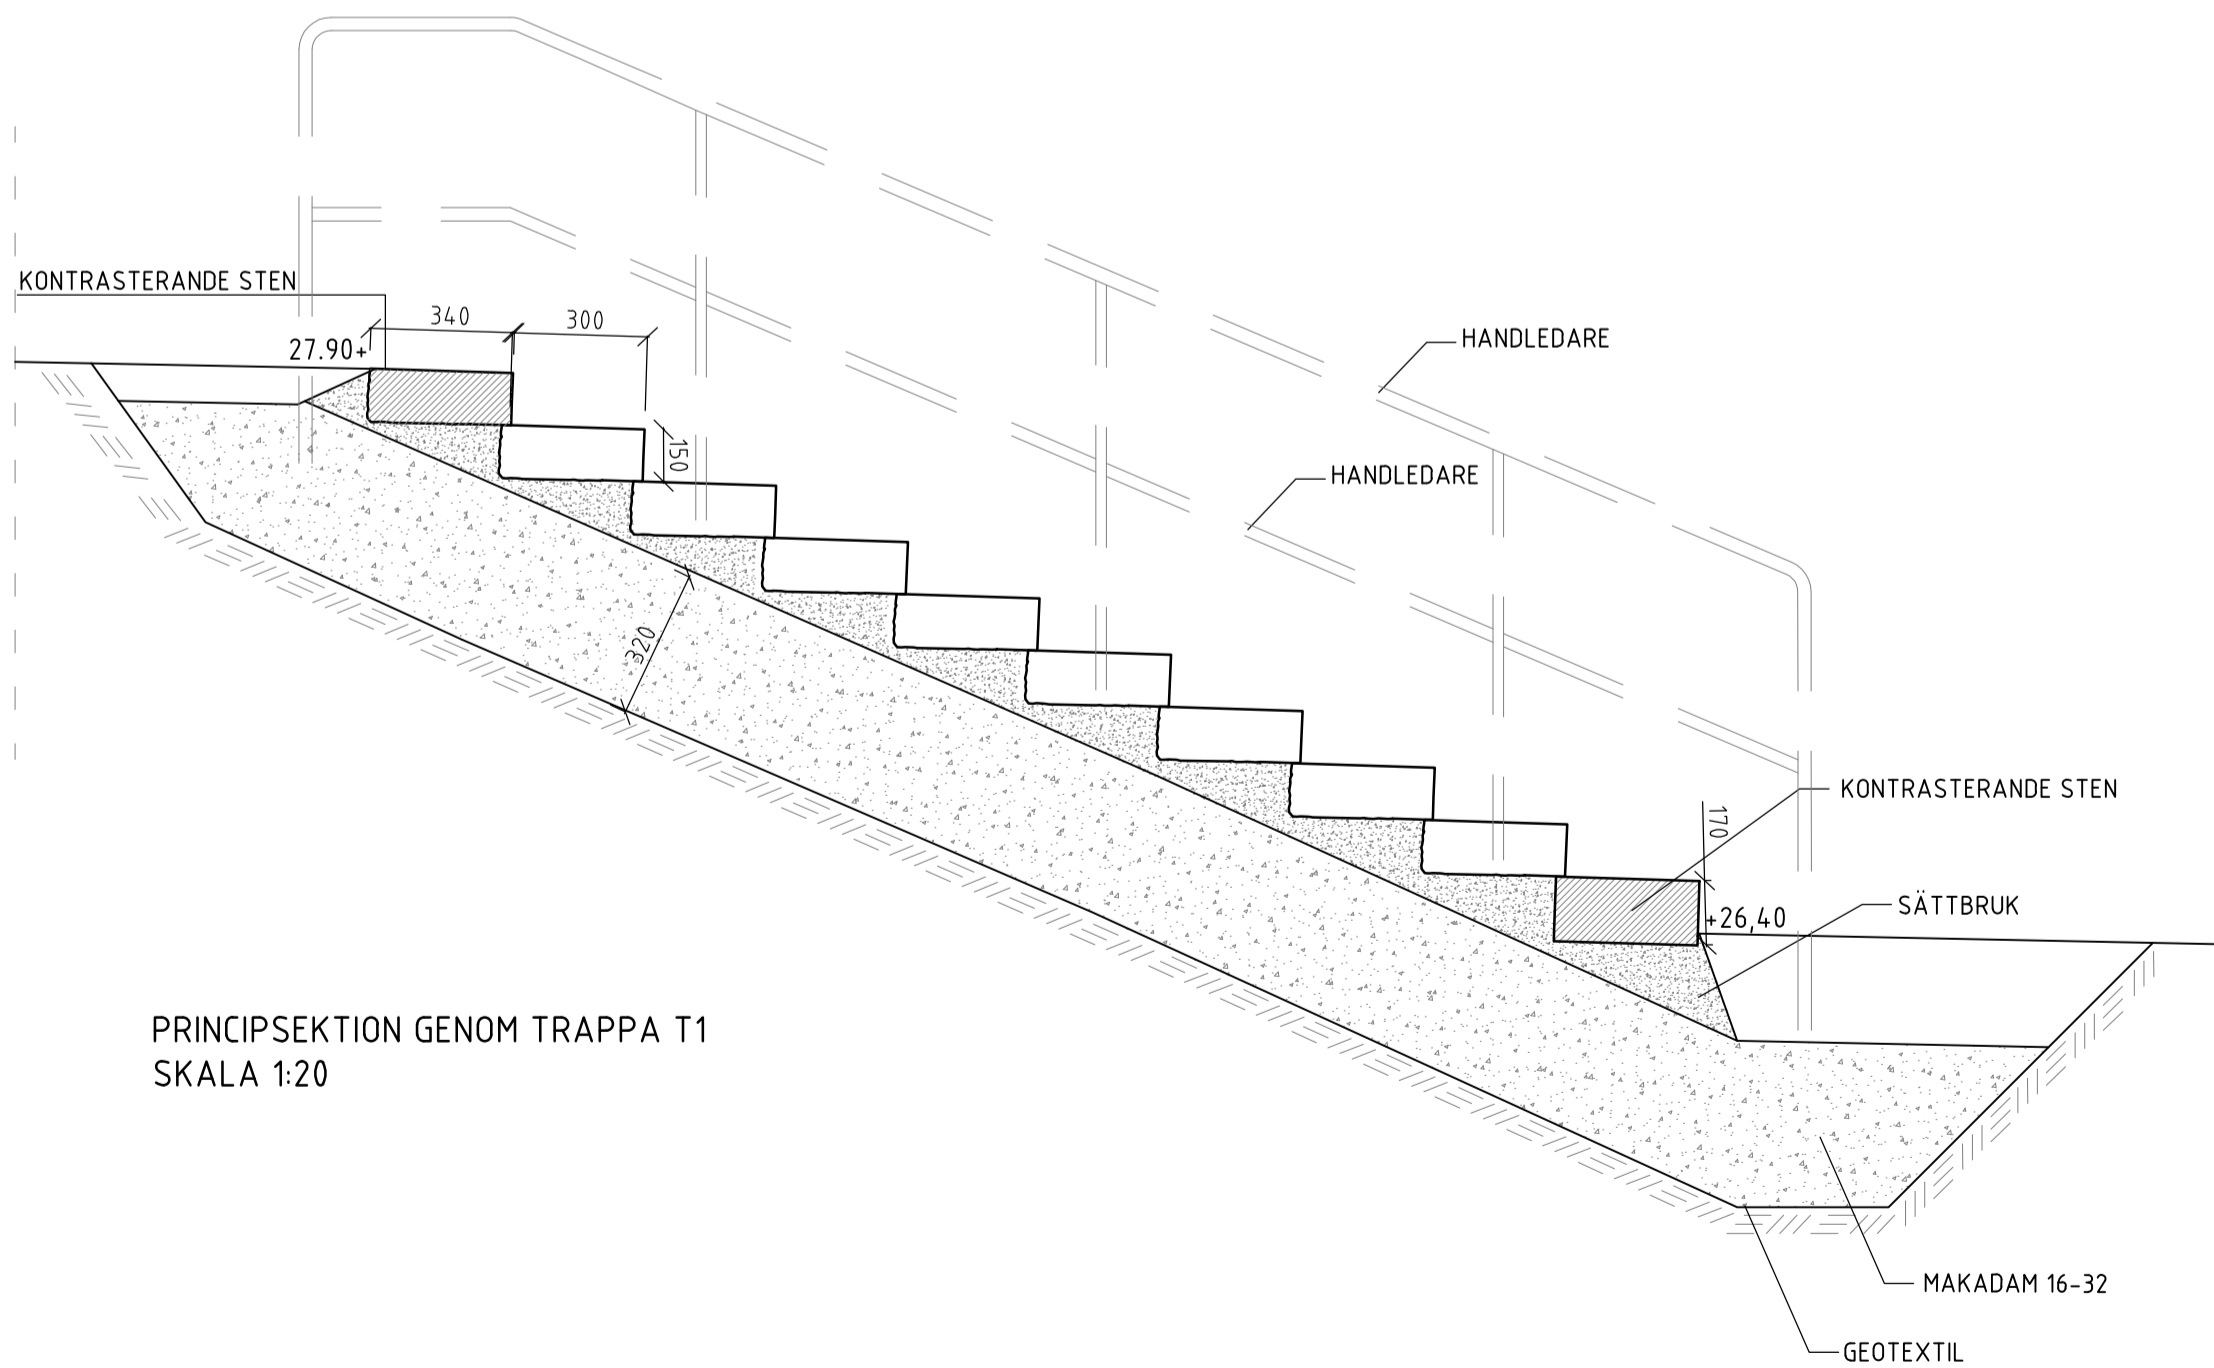 KONTRASTERANDE STEN
340
300
27.90+
150
HANDLEDARE
HANDLEDARE
320
KONTRASTERANDE STEN
170
SÄTTBRUK
+26,40
PRINCIPSEKTION GENOM TRAPPA T1
SKALA 1:20
MAKADAM 16-32
GEOTEXTIL